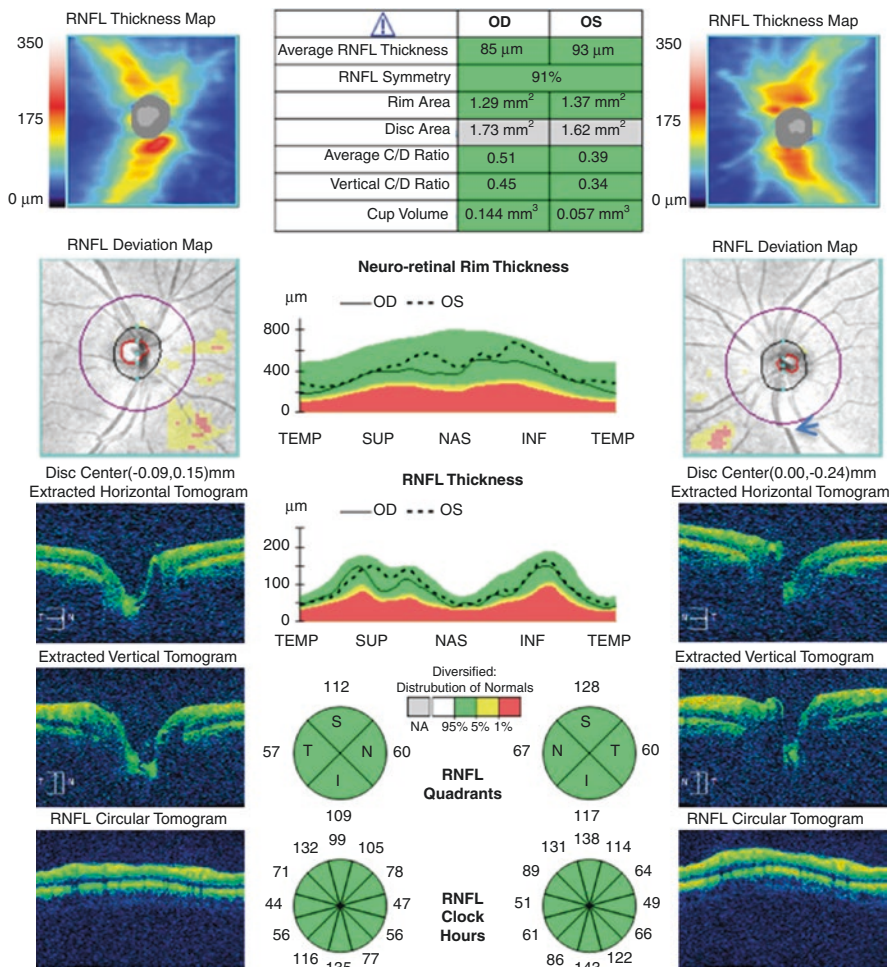 RNFL Thickness Map
350
175
0 μm
OD OS
Average RNFL Thickness 85 μm 93 μm
RNFL Symmetry 91%
Rim Area 1.29 mm² 1.37 mm²
Disc Area 1.73 mm² 1.62 mm²
Average C/D Ratio 0.51 0.39
Vertical C/D Ratio 0.45 0.34
Cup Volume 0.144 mm³ 0.057 mm³
RNFL Thickness Map
350
175
0 μm
RNFL Deviation Map
Disc Center(-0.09,0.15)mm
Neuro-retinal Rim Thickness
μm OD OS
800
400
0
TEMP SUP NAS INF TEMP
RNFL Deviation Map
Disc Center(0.00,-0.24)mm
Extracted Horizontal Tomogram
T N
RNFL Thickness
μm OD OS
200
100
0
TEMP SUP NAS INF TEMP
Extracted Horizontal Tomogram
T N
Extracted Vertical Tomogram
T N
Diversified:
Distrubution of Normals
NA 95% 5% 1%
112
S
57 T N 60
I
109
RNFL
Quadrants
128
S
67 N T 60
I
117
Extracted Vertical Tomogram
T N
RNFL Circular Tomogram
99
132 105
71 78
44 47
56 56
116 77
135
RNFL
Clock
Hours
138
131 114
89 64
51 49
61 66
86 122
143
RNFL Circular Tomogram